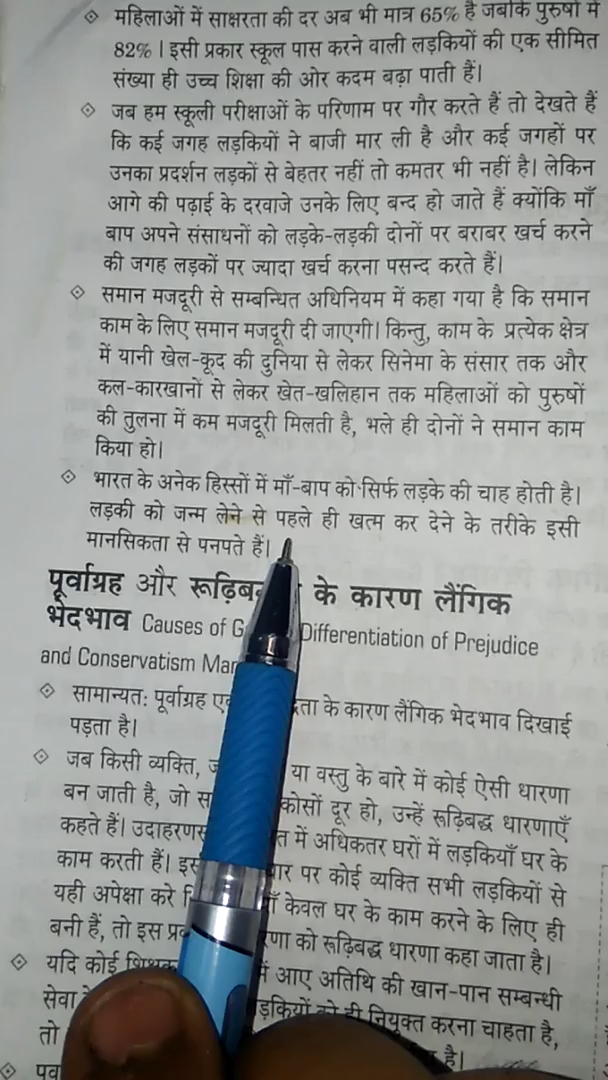 महिलाओं में साक्षरता की दर अब भी मात्र 65% है जबकि पुरुषों में
82% । इसी प्रकार स्कूल पास करने वाली लड़कियों की एक सीमित
संख्या ही उच्च शिक्षा की ओर कदम बढ़ा पाती हैं।
जब हम स्कूली परीक्षाओं के परिणाम पर गौर करते हैं तो देखते हैं
कि कई जगह लड़कियों ने बाजी मार ली है और कई जगहों पर
उनका प्रदर्शन लड़कों से बेहतर नहीं तो कमतर भी नहीं है। लेकिन
आगे की पढ़ाई के दरवाजे उनके लिए बन्द हो जाते हैं क्योंकि माँ
बाप अपने संसाधनों को लड़के-लड़की दोनों पर बराबर खर्च करने
की जगह लड़कों पर ज्यादा खर्च करना पसन्द करते हैं।
समान मजदूरी से सम्बन्धित अधिनियम में कहा गया है कि समान
काम के लिए समान मजदूरी दी जाएगी। किन्तु, काम के प्रत्येक क्षेत्र
में यानी खेल-कूद की दुनिया से लेकर सिनेमा के संसार तक और
कल-कारखानों से लेकर खेत-खलिहान तक महिलाओं को पुरुषों
की तुलना में कम मजदूरी मिलती है, भले ही दोनों ने समान काम
किया हो।
भारत के अनेक हिस्सों में माँ-बाप को सिर्फ लड़के की चाह होती है।
लड़की को जन्म लेने से पहले ही खत्म कर देने के तरीके इसी
मानसिकता से पनपते हैं।
पूर्वाग्रह और के कारण लैंगिक
भेदभाव Causes of Differentiation of Prejudice
and Conservatism
सामान्यतः पूर्वाग्रह के कारण लैंगिक भेदभाव दिखाई
पड़ता है।
जब किसी व्यक्ति, या वस्तु के बारे में कोई ऐसी धारणा
बन जाती है, जो कोसों दूर हो, उन्हें रूढ़िबद्ध धारणाएँ
कहते हैं। में अधिकतर घरों में लड़कियाँ घर के
काम करती हैं। पर कोई व्यक्ति सभी लड़कियों से
यही अपेक्षा करे केवल घर के काम करने के लिए ही
बनी हैं, तो इस को रूढ़िबद्ध धारणा कहा जाता है।
यदि कोई में आए अतिथि की खान-पान सम्बन्धी
सेवा नियुक्त करना चाहता है,
तो है।